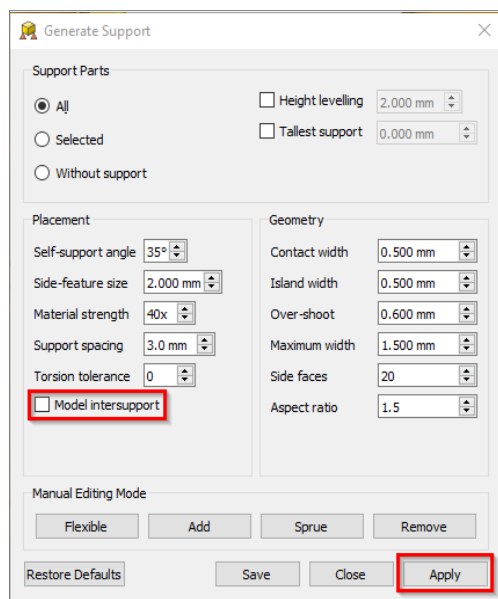 Generate Support
Support Parts
All
Selected
Without support
Height levelling 2.000 mm
Tallest support 0.000 mm
Placement
Self-support angle 35°
Side-feature size 2.000 mm
Material strength 40x
Support spacing 3.0 mm
Torsion tolerance 0
Model intersupport
Geometry
Contact width 0.500 mm
Island width 0.500 mm
Over-shoot 0.600 mm
Maximum width 1.500 mm
Side faces 20
Aspect ratio 1.5
Manual Editing Mode
Flexible Add Sprue Remove
Restore Defaults Save Close Apply